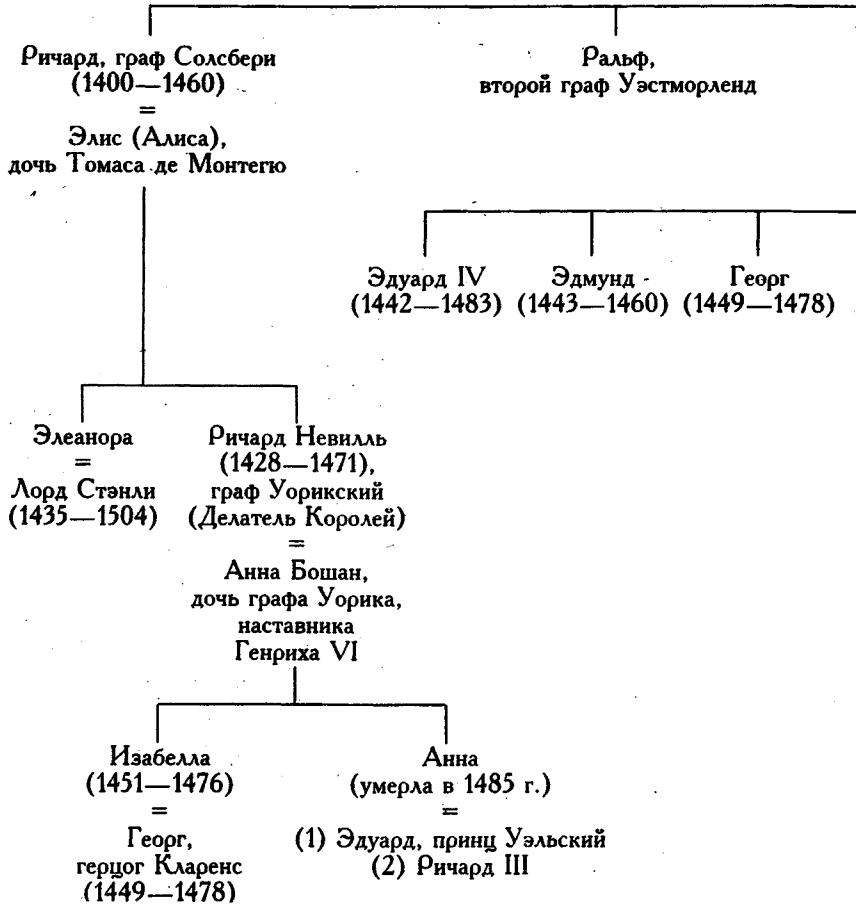 Ричард, граф Солсбери
(1400—1460)
=
Элис (Алиса),
дочь Томаса де Монтегю
Ральф,
второй граф Уэстморленд
Эдуард IV
(1442—1483)
Эдмунд
(1443—1460)
Георг
(1449—1478)
Элеанора
=
Лорд Стэнли
(1435—1504)
Ричард Невилль
(1428—1471),
граф Уорикский
(Делатель Королей)
=
Анна Бошан,
дочь графа Уорика,
наставника
Генриха VI
Изабелла
(1451—1476)
=
Георг,
герцог Кларенс
(1449—1478)
Анна
(умерла в 1485 г.)
=
(1) Эдуард, принц Уэльский
(2) Ричард III